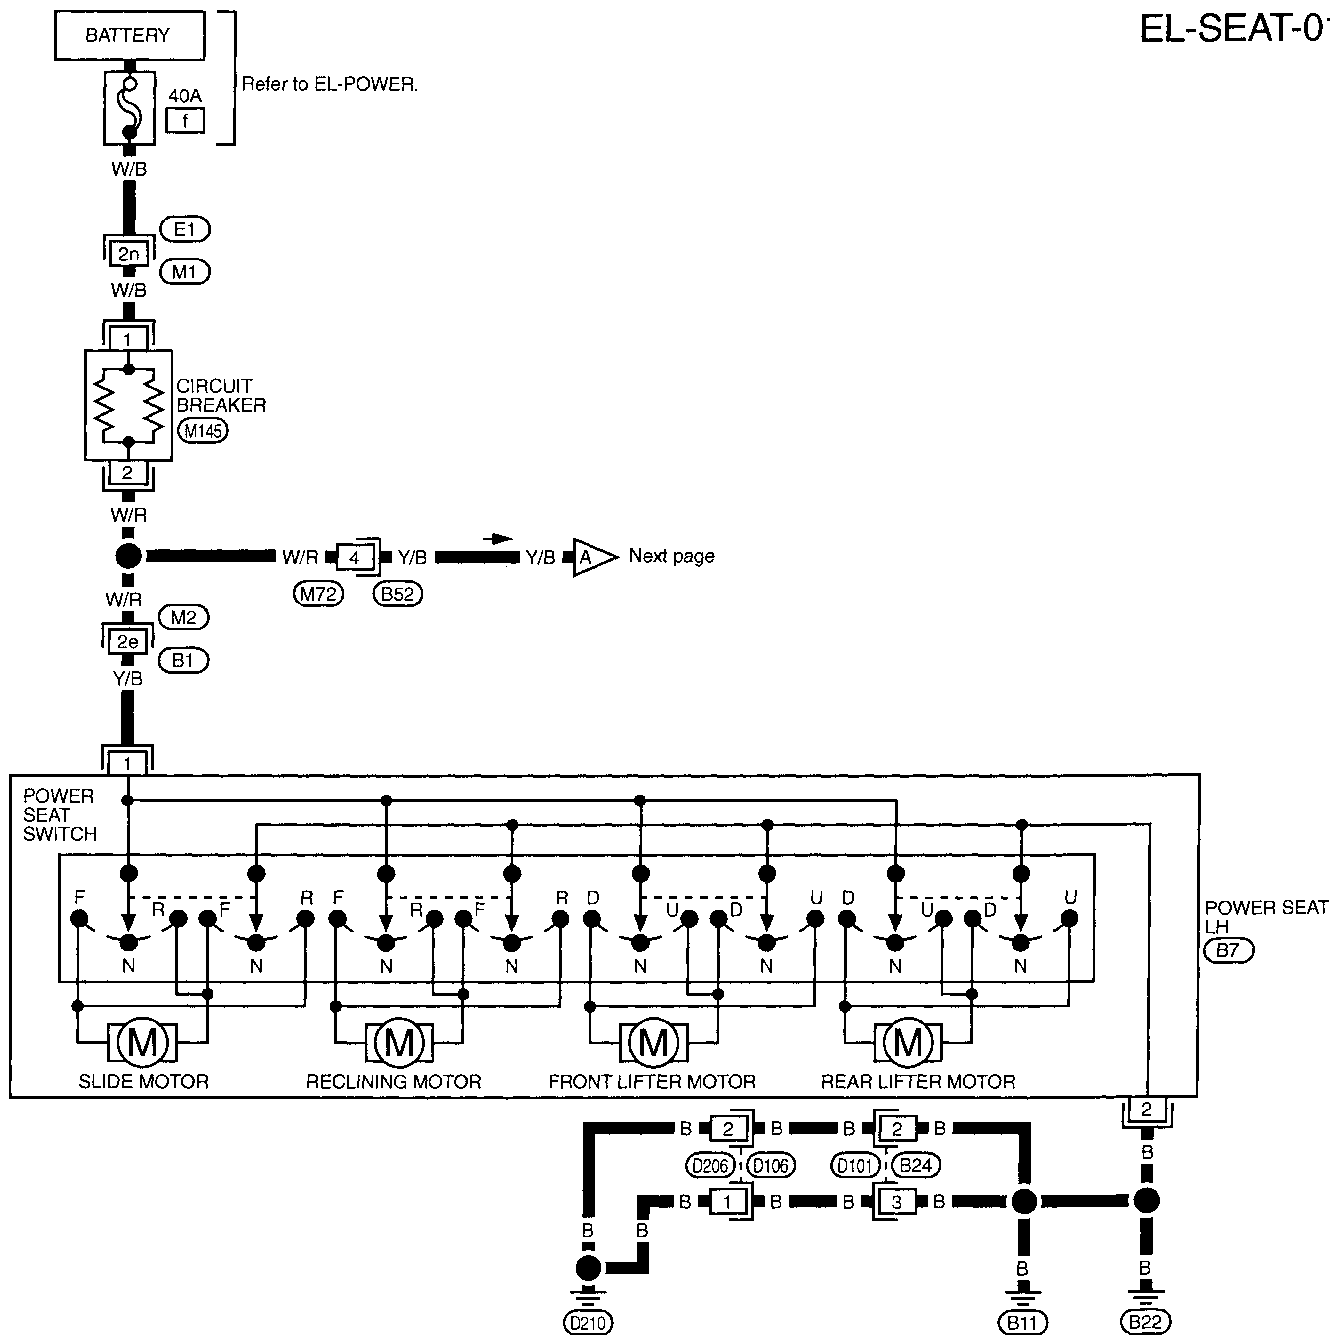 EL-SEAT-0
BATTERY
Refer to EL-POWER.
40A
f
W/B
E1
2n
M1
W/B
1
CIRCUIT
BREAKER
M145
2
W/R
W/R 4 Y/B Y/B A Next page
M72 B52
W/R
M2
2e
B1
Y/B
1
POWER
SEAT
SWITCH
F R F R F R F R D U D U D U D U
N N N N N N N N
POWER SEAT
LH
B7
M M M M
SLIDE MOTOR RECLINING MOTOR FRONT LIFTER MOTOR REAR LIFTER MOTOR
2
B 2 B B 2 B
B
D206 D106 D101 B24
B 1 B B 3 B
B B
B B
D210 B11 B22